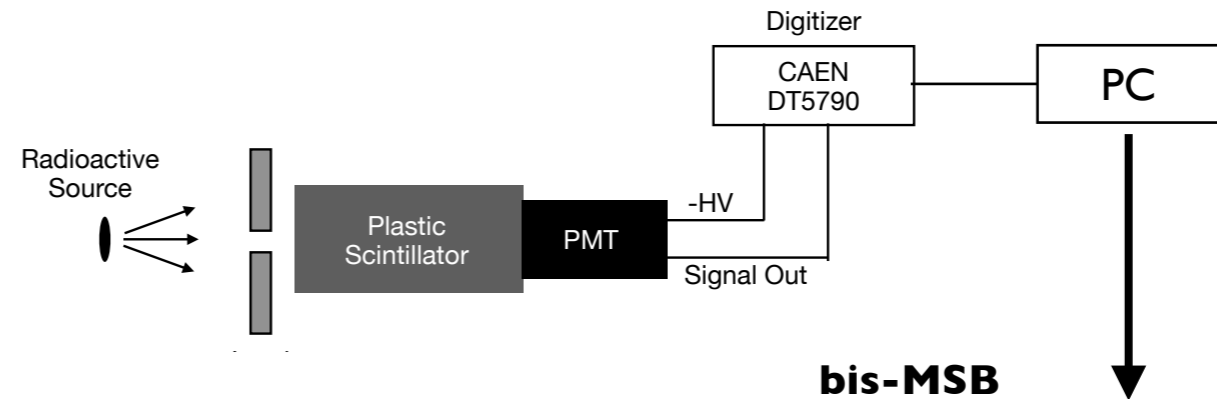 Digitizer
CAEN
DT5790
PC
Radioactive
Source
Plastic
Scintillator
PMT
-HV
Signal Out
bis-MSB